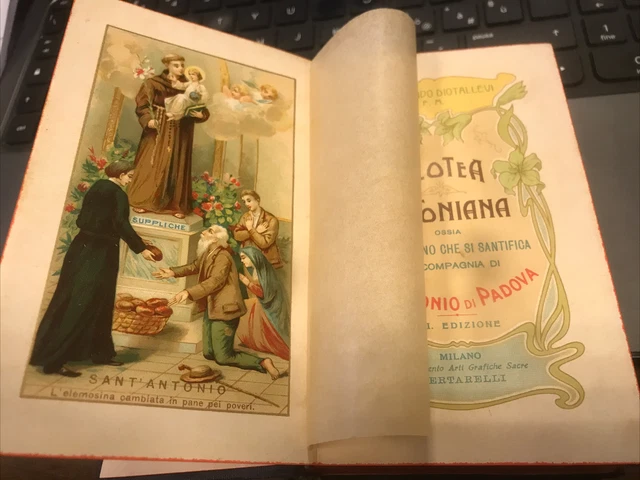 SUPPLICHE
SANT'ANTONIO
L'elemosina cambiata in pane pei poveri.
DO DIOTALLEVI
F. M.
OTEA
ONIANA
OSSIA
NO CHE SI SANTIFICA
COMPAGNIA DI
ONIO DI PADOVA
I. EDIZIONE
MILANO
ento Arti Grafiche Sacre
ERTARELLI